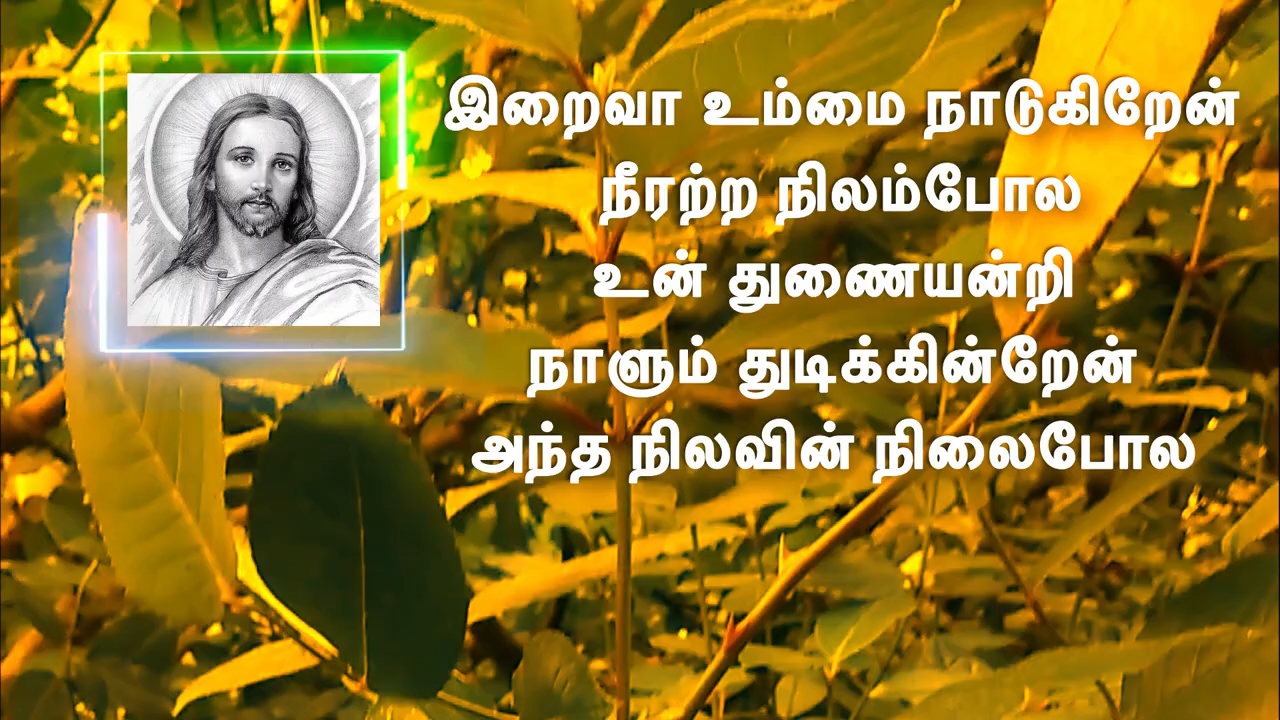 இறைவா உம்மை நாடுகிறேன்
நீரற்ற நிலம்போல
உன் துணையன்றி
நாளும் துடிக்கின்றேன்
அந்த நிலவின் நிலைபோல